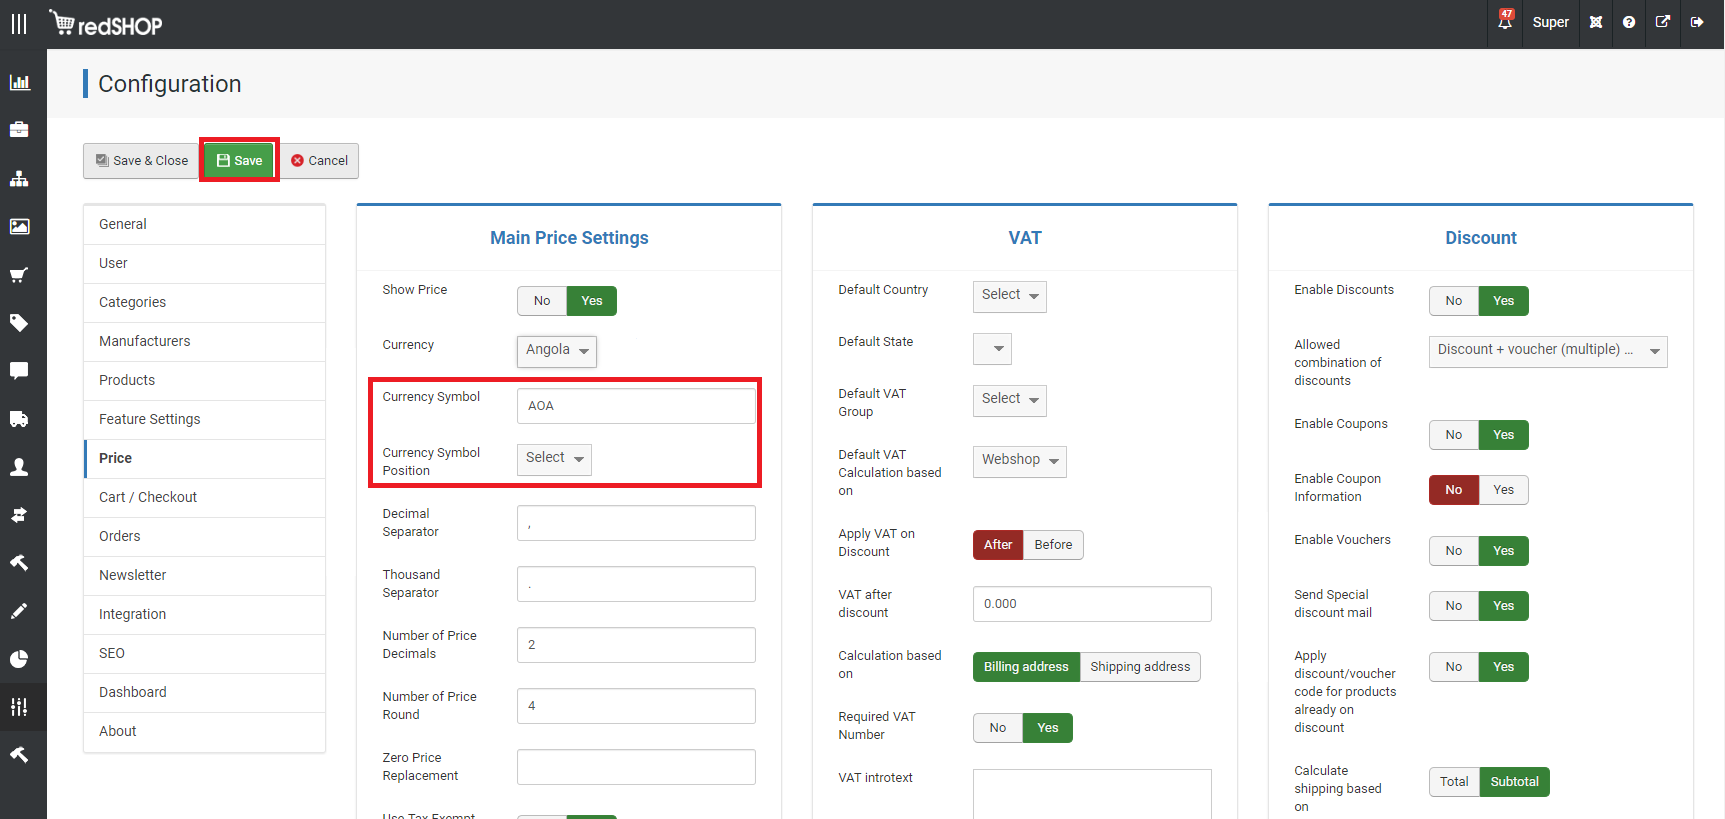 redSHOP
47
Super
Configuration
Save & Close
Save
Cancel
General
User
Categories
Manufacturers
Products
Feature Settings
Price
Cart / Checkout
Orders
Newsletter
Integration
SEO
Dashboard
About
Main Price Settings
Show Price
No
Yes
Currency
Angola
Currency Symbol
AOA
Currency Symbol
Position
Select
Decimal
Separator
,
Thousand
Separator
.
Number of Price
Decimals
2
Number of Price
Round
4
Zero Price
Replacement
Use Tax Exempt
VAT
Default Country
Select
Default State
Default VAT
Group
Select
Default VAT
Calculation based
on
Webshop
Apply VAT on
Discount
After
Before
VAT after
discount
0.000
Calculation based
on
Billing address
Shipping address
Required VAT
Number
No
Yes
VAT introtext
Discount
Enable Discounts
No
Yes
Allowed
combination of
discounts
Discount + voucher (multiple) ...
Enable Coupons
No
Yes
Enable Coupon
Information
No
Yes
Enable Vouchers
No
Yes
Send Special
discount mail
No
Yes
Apply
discount/voucher
code for products
already on
discount
No
Yes
Calculate
shipping based
on
Total
Subtotal